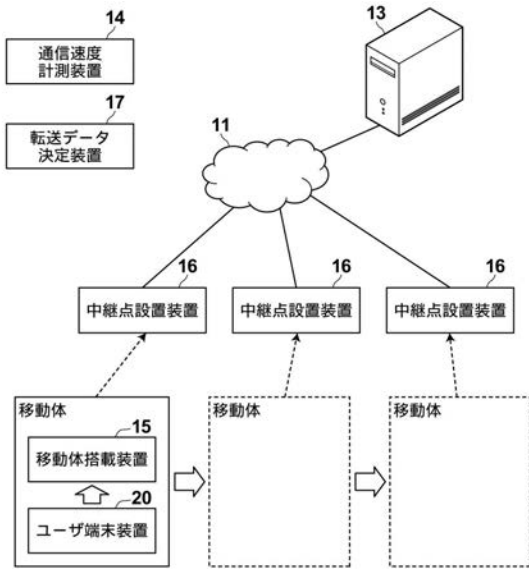 14
通信速度
計測装置
17
転送データ
決定装置
13
11
16
中継点設置装置
16
中継点設置装置
16
中継点設置装置
移動体
15
移動体搭載装置
20
ユーザ端末装置
移動体
移動体